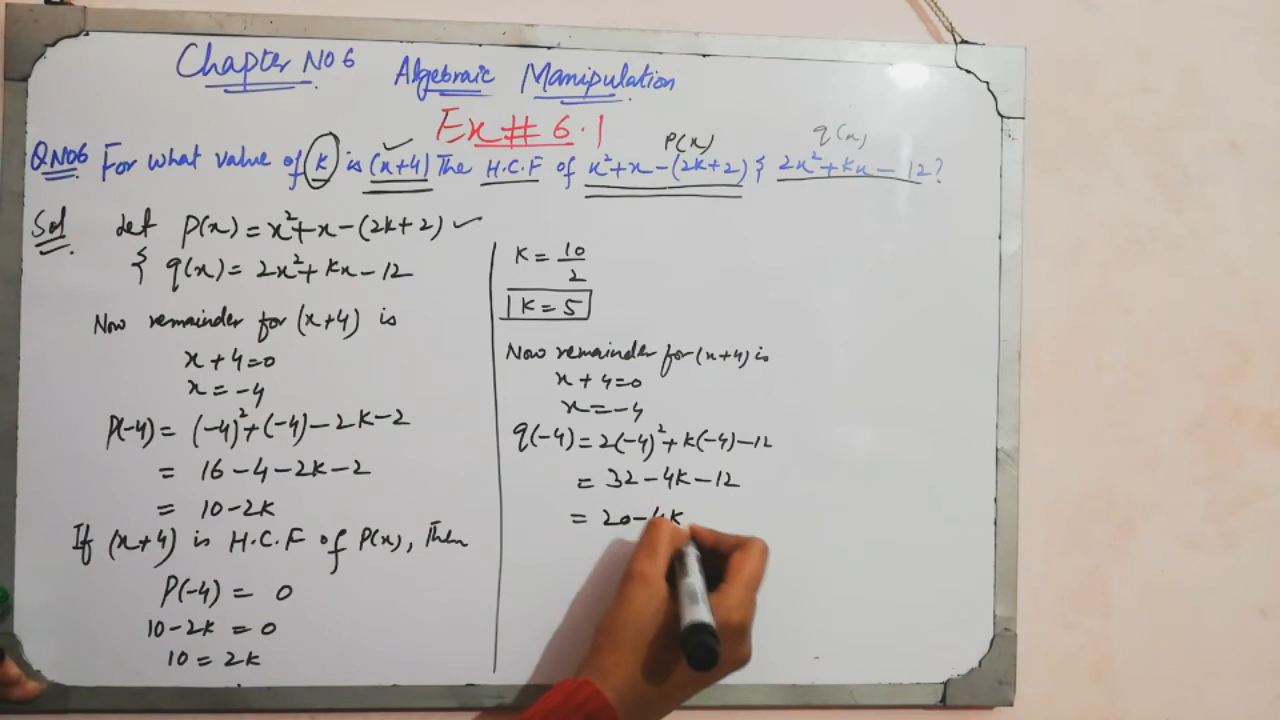 Chapter NO 6 Algebraic Manipulation
Ex # 6.1
P(x) q(x)
QNO6 For what value of k is (x+4) The H.C.F of x²+x-(2k+2) & 2x²+kx-12?
Sol let P(x) = x²+x-(2k+2)
& q(x) = 2x²+kx-12
Now remainder for (x+4) is
x+4=0
x=-4
P(-4) = (-4)²+(-4)-2k-2
= 16-4-2k-2
= 10-2k
If (x+4) is H.C.F of P(x), Then
P(-4) = 0
10-2k = 0
10 = 2k
k = 10/2
k = 5
Now remainder for (x+4) is
x+4=0
x=-4
q(-4) = 2(-4)²+k(-4)-12
= 32-4k-12
= 20-4k